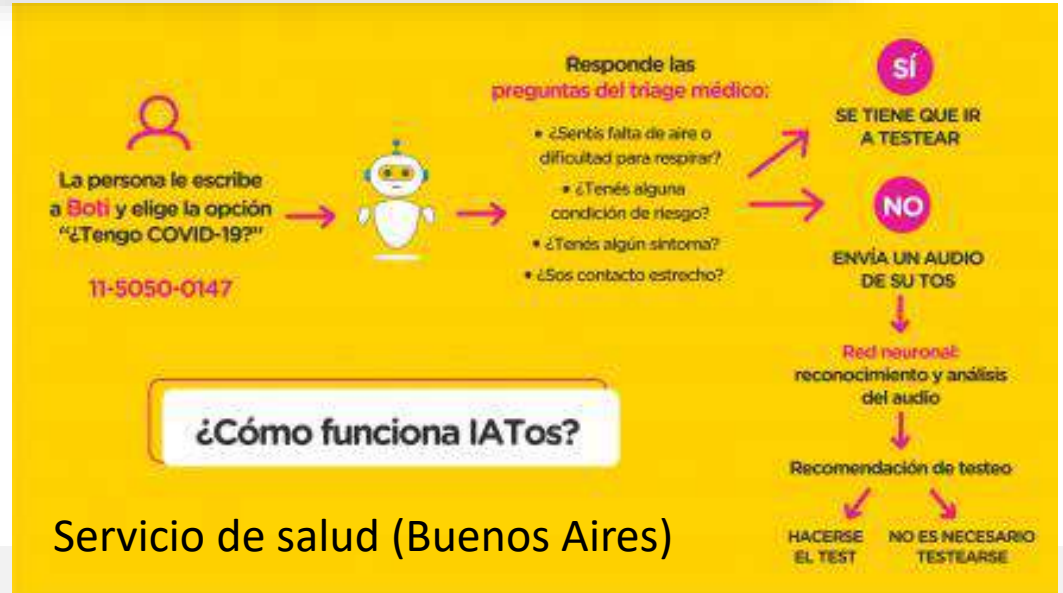 La persona le escribe
a Boti y elige la opción
"¿Tengo COVID-19?"
11-5050-0147
Responde las
preguntas del triage médico:
• ¿Sentís falta de aire o
dificultad para respirar?
• ¿Tenés alguna
condición de riesgo?
• ¿Tenés algún síntoma?
• ¿Sos contacto estrecho?
SÍ
SE TIENE QUE IR
A TESTEAR
NO
ENVÍA UN AUDIO
DE SU TOS
Red neuronal:
reconocimiento y análisis
del audio
Recomendación de testeo
HACERSE
EL TEST
NO ES NECESARIO
TESTEARSE
¿Cómo funciona IATos?
Servicio de salud (Buenos Aires)